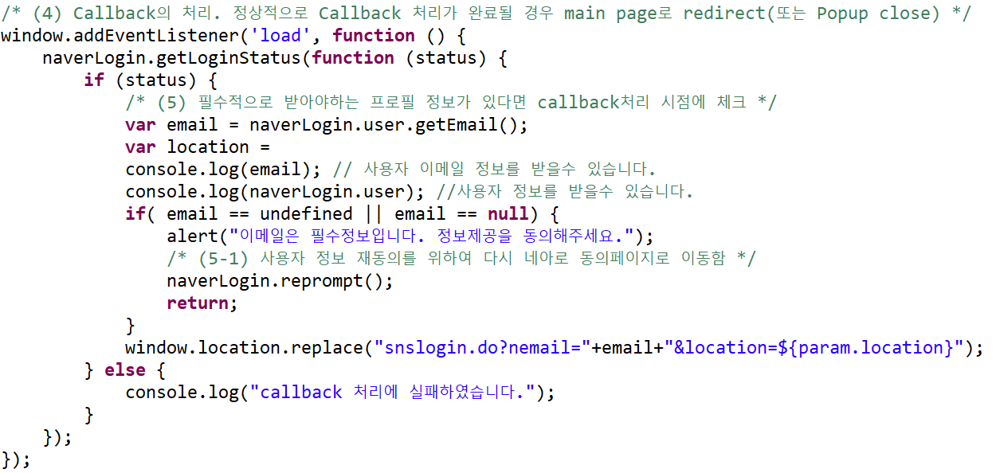 /* (4) Callback의 처리. 정상적으로 Callback 처리가 완료될 경우 main page로 redirect(또는 Popup close) */
window.addEventListener('load', function () {
    naverLogin.getLoginStatus(function (status) {
        if (status) {
            /* (5) 필수적으로 받아야하는 프로필 정보가 있다면 callback처리 시점에 체크 */
            var email = naverLogin.user.getEmail();
            var location =
            console.log(email); // 사용자 이메일 정보를 받을수 있습니다.
            console.log(naverLogin.user); //사용자 정보를 받을수 있습니다.
            if( email == undefined || email == null) {
                alert("이메일은 필수정보입니다. 정보제공을 동의해주세요.");
                /* (5-1) 사용자 정보 재동의를 위하여 다시 네아로 동의페이지로 이동함 */
                naverLogin.reprompt();
                return;
            }
            window.location.replace("snslogin.do?nemail="+email+"&location=${param.location}");
        } else {
            console.log("callback 처리에 실패하였습니다.");
        }
    });
});